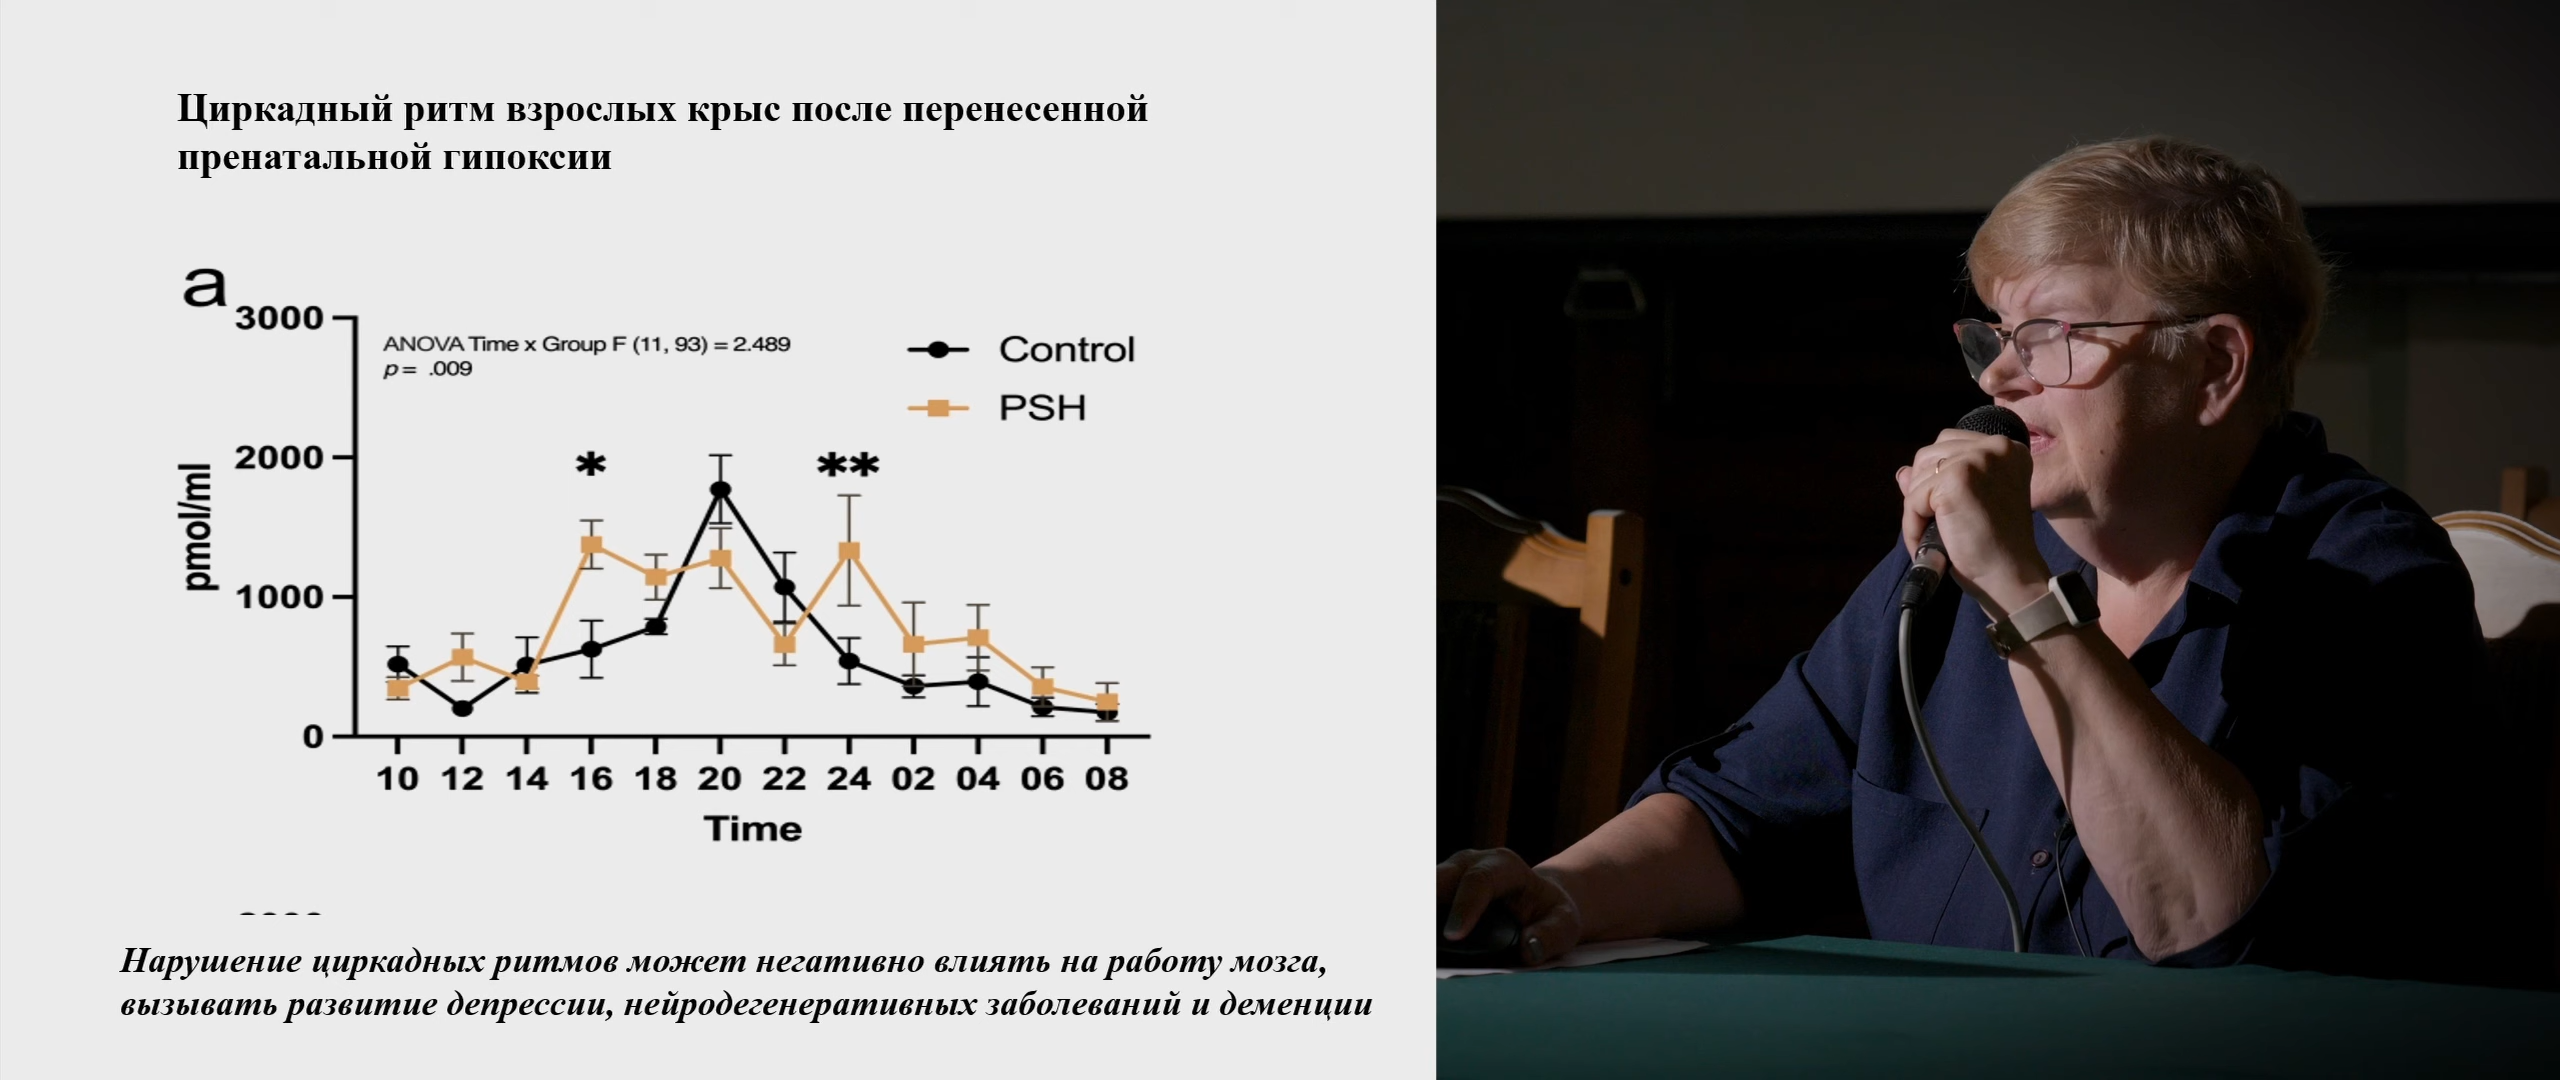 Циркадный ритм взрослых крыс после перенесенной
пренатальной гипоксии
a
3000
2000
1000
0
pmol/ml
ANOVA Time x Group F (11, 93) = 2.489
p = .009
Control
PSH
*
**
10 12 14 16 18 20 22 24 02 04 06 08
Time
Нарушение циркадных ритмов может негативно влиять на работу мозга,
вызывать развитие депрессии, нейродегенеративных заболеваний и деменции